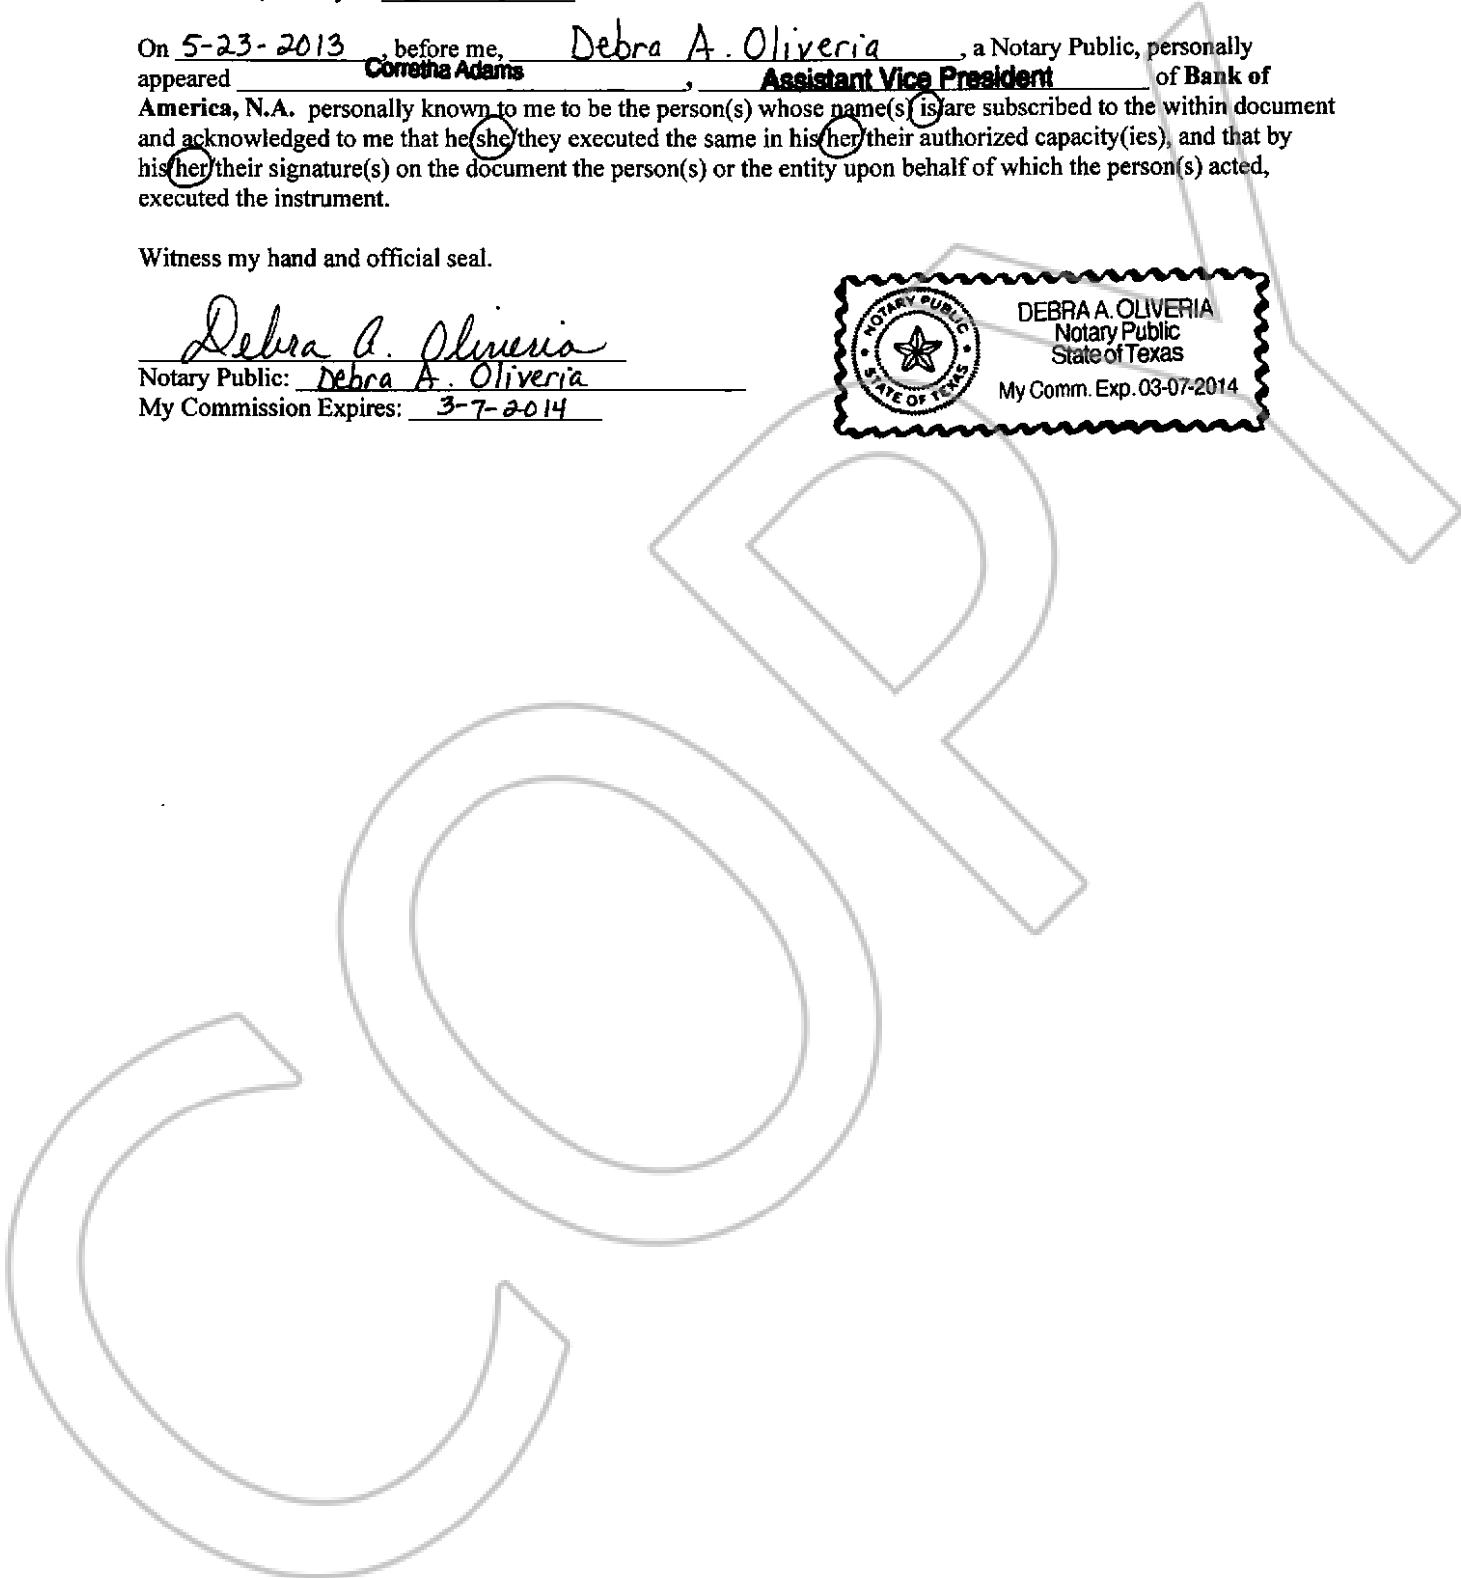 On 5-23-2013, before me, Debra A. Oliveria, a Notary Public, personally
appeared Corretha Adams, Assistant Vice President of Bank of
America, N.A. personally known to me to be the person(s) whose name(s) is/are subscribed to the within document
and acknowledged to me that he/she/they executed the same in his/her/their authorized capacity(ies), and that by
his/her/their signature(s) on the document the person(s) or the entity upon behalf of which the person(s) acted,
executed the instrument.
Witness my hand and official seal.
Debra A. Oliveria
Notary Public: Debra A. Oliveria
My Commission Expires: 3-7-2014
NOTARY PUBLIC
STATE OF TEXAS
DEBRA A. OLIVERIA
Notary Public
State of Texas
My Comm. Exp. 03-07-2014
COPY